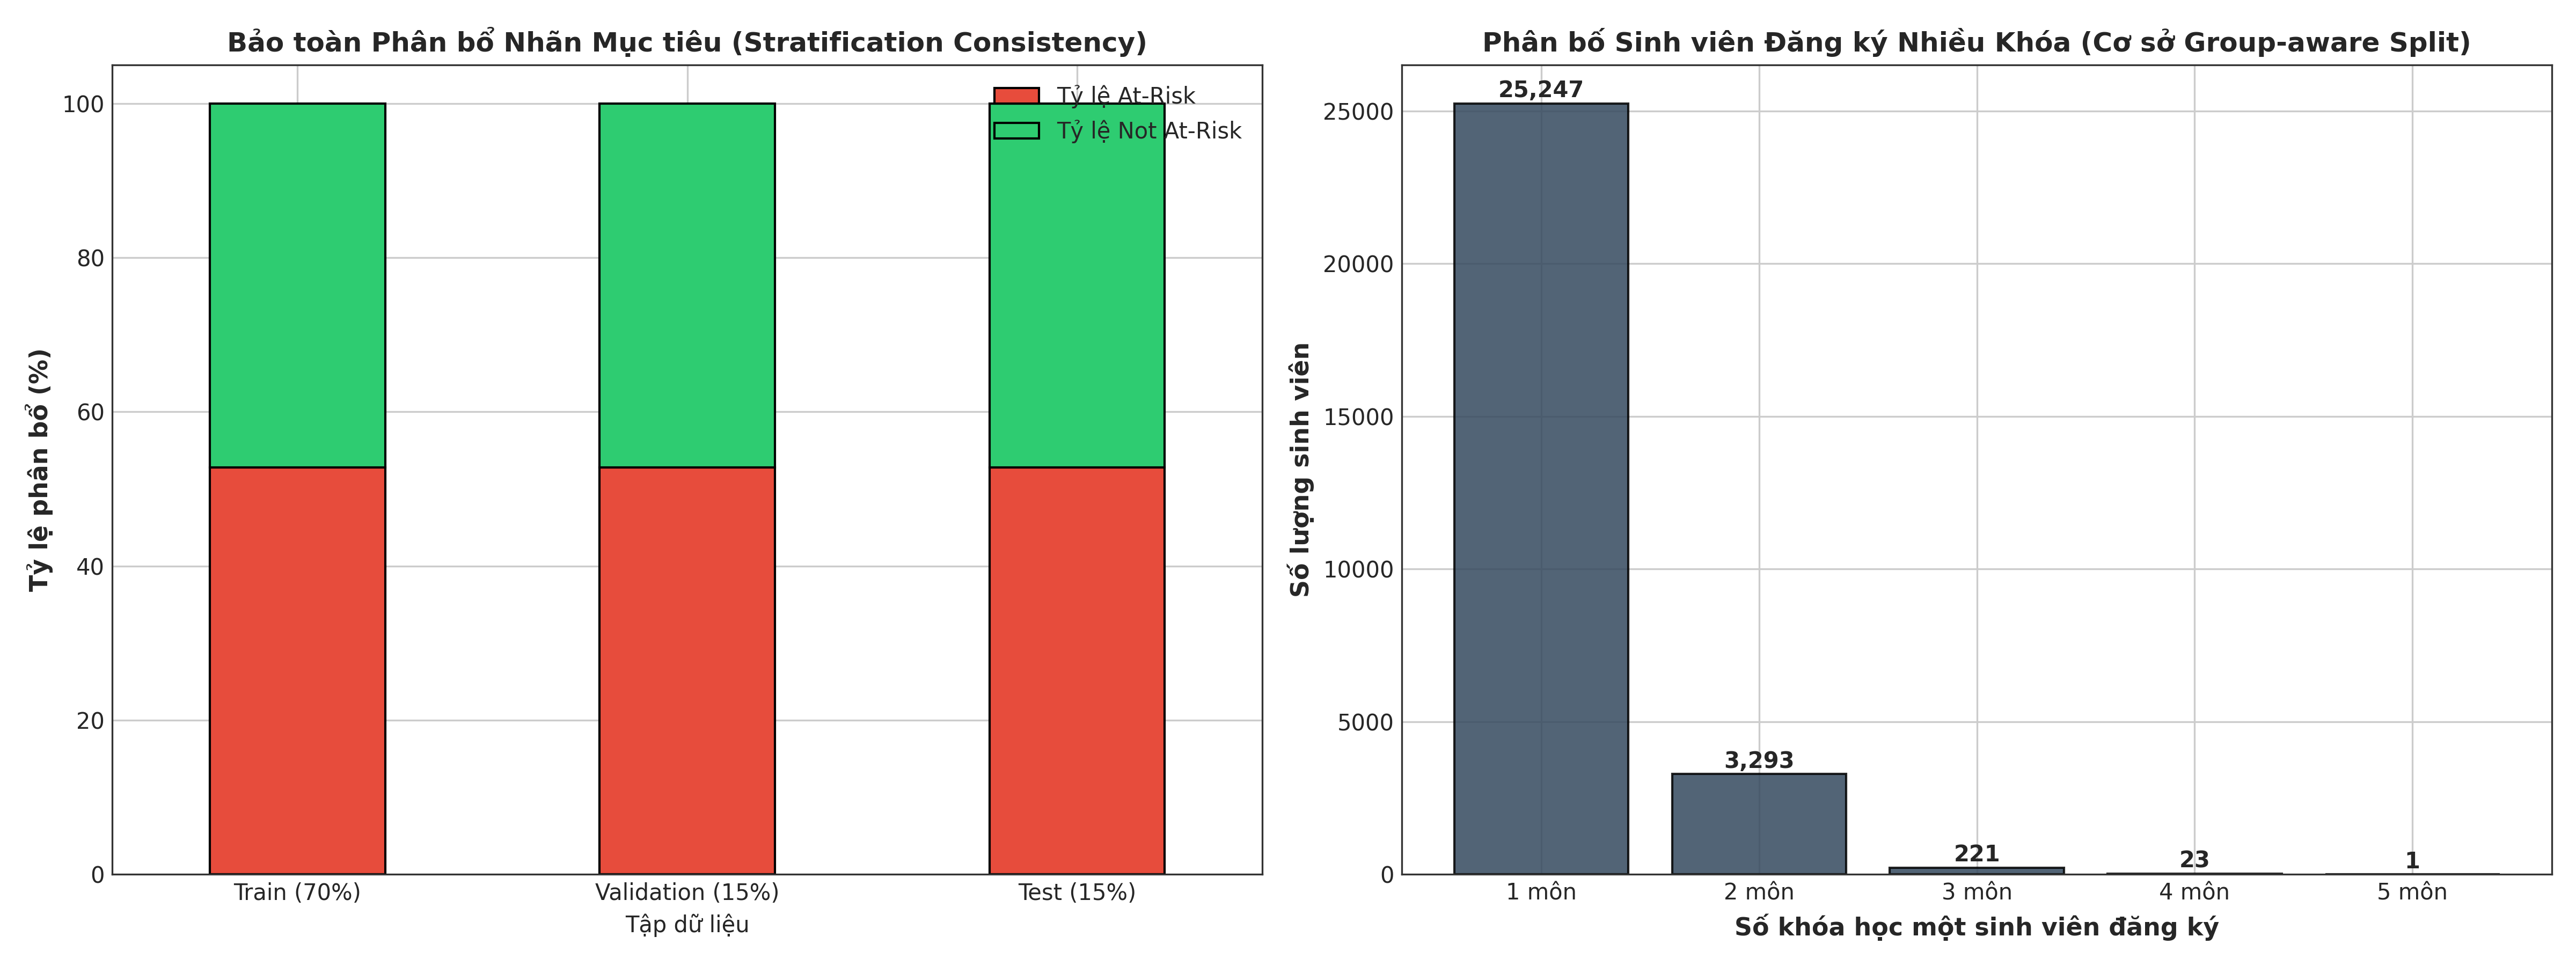 Bảo toàn Phân bổ Nhãn Mục tiêu (Stratification Consistency)
Tỷ lệ phân bổ (%)
100
80
60
40
20
0
Tỷ lệ At-Risk
Tỷ lệ Not At-Risk
Train (70%)
Validation (15%)
Test (15%)
Tập dữ liệu
Phân bố Sinh viên Đăng ký Nhiều Khóa (Cơ sở Group-aware Split)
Số lượng sinh viên
25000
20000
15000
10000
5000
0
25,247
3,293
221
23
1
1 môn
2 môn
3 môn
4 môn
5 môn
Số khóa học một sinh viên đăng ký